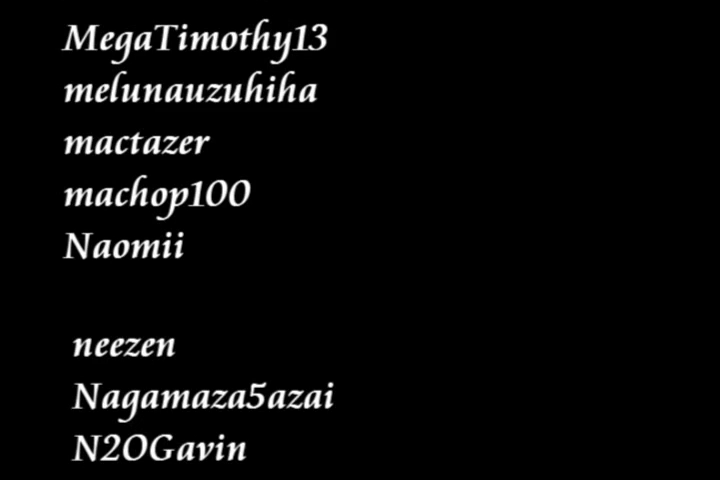 MegaTimothy13
melunauzuhiha
mactazer
machop100
Naomii
neezen
Nagamaza5azai
N2OGavin